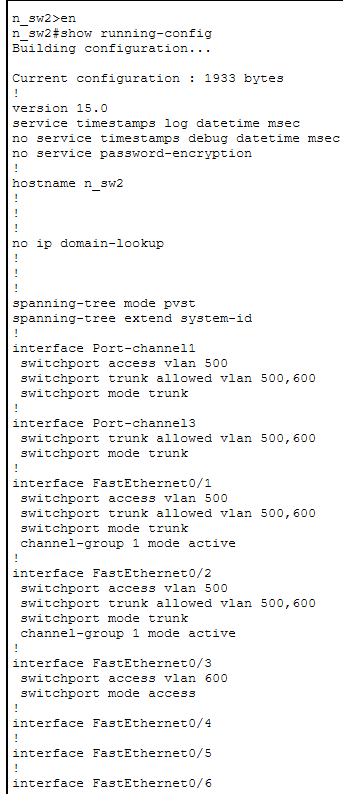 n_sw2>en
n_sw2#show running-config
Building configuration...
Current configuration : 1933 bytes
!
version 15.0
service timestamps log datetime msec
no service timestamps debug datetime msec
no service password-encryption
!
hostname n_sw2
!
!
!
no ip domain-lookup
!
!
!
spanning-tree mode pvst
spanning-tree extend system-id
!
interface Port-channel1
 switchport access vlan 500
 switchport trunk allowed vlan 500,600
 switchport mode trunk
!
interface Port-channel3
 switchport trunk allowed vlan 500,600
 switchport mode trunk
!
interface FastEthernet0/1
 switchport access vlan 500
 switchport trunk allowed vlan 500,600
 switchport mode trunk
 channel-group 1 mode active
!
interface FastEthernet0/2
 switchport access vlan 500
 switchport trunk allowed vlan 500,600
 switchport mode trunk
 channel-group 1 mode active
!
interface FastEthernet0/3
 switchport access vlan 600
 switchport mode access
!
interface FastEthernet0/4
!
interface FastEthernet0/5
!
interface FastEthernet0/6